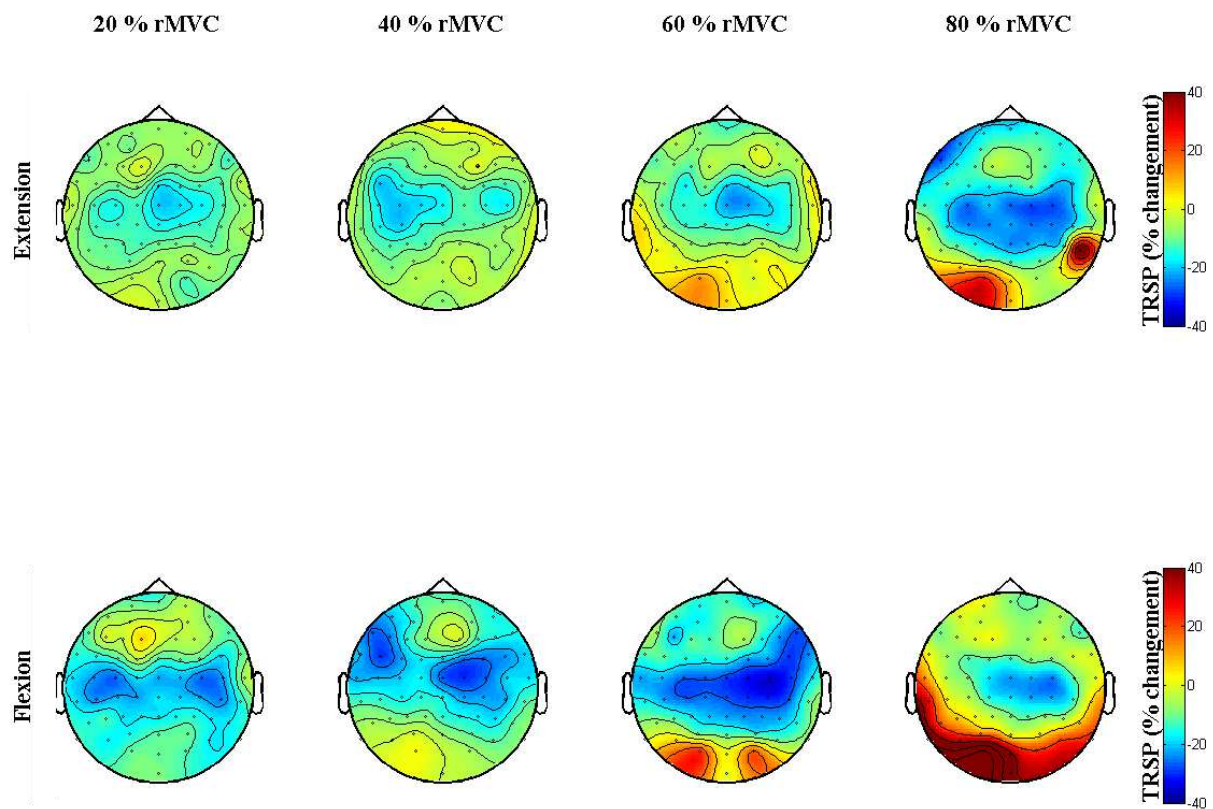 20 % rMVC 40 % rMVC 60 % rMVC 80 % rMVC
Extension
TRSP (% changement)
40
20
0
-20
-40
Flexion
TRSP (% changement)
40
20
0
-20
-40